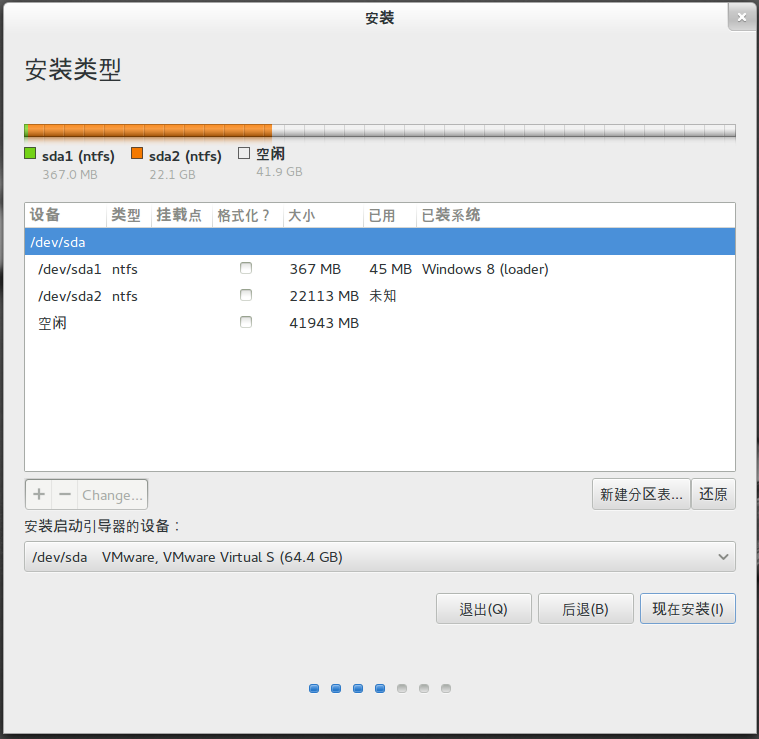 安装
安装类型
sda1 (ntfs) sda2 (ntfs) 空闲
367.0 MB 22.1 GB 41.9 GB
设备 类型 挂载点 格式化？ 大小 已用 已装系统
/dev/sda
/dev/sda1 ntfs 367 MB 45 MB Windows 8 (loader)
/dev/sda2 ntfs 22113 MB 未知
空闲 41943 MB
+ − Change... 新建分区表... 还原
安装启动引导器的设备：
/dev/sda VMware, VMware Virtual S (64.4 GB)
退出(Q) 后退(B) 现在安装(I)